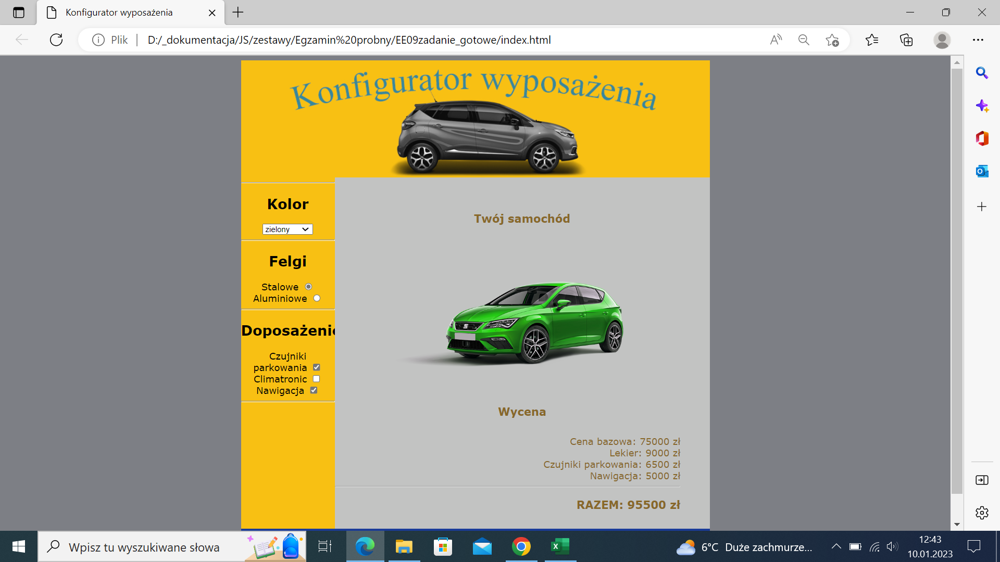 Konfigurator wyposażenia
Plik
D:/_dokumentacja/JS/zestawy/Egzamin%20probny/EE09zadanie_gotowe/index.html
Konfigurator wyposażenia
Kolor
zielony
Felgi
Stalowe
Aluminiowe
Doposażenie
Czujniki
parkowania
Climatronic
Nawigacja
Twój samochód
Wycena
Cena bazowa: 75000 zł
Lekier: 9000 zł
Czujniki parkowania: 6500 zł
Nawigacja: 5000 zł
RAZEM: 95500 zł
Wpisz tu wyszukiwane słowa
6°C Duże zachmurze...
12:43
10.01.2023